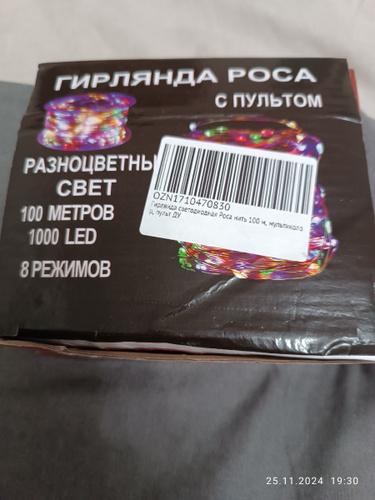 ГИРЛЯНДА РОСА
С ПУЛЬТОМ
РАЗНОЦВЕТНЫ
СВЕТ
100 МЕТРОВ
1000 LED
8 РЕЖИМОВ
OZN1710470830
Гирлянда светодиодная Роса нить 100 м, мультиколо
р, пульт ДУ
25.11.2024 19:30